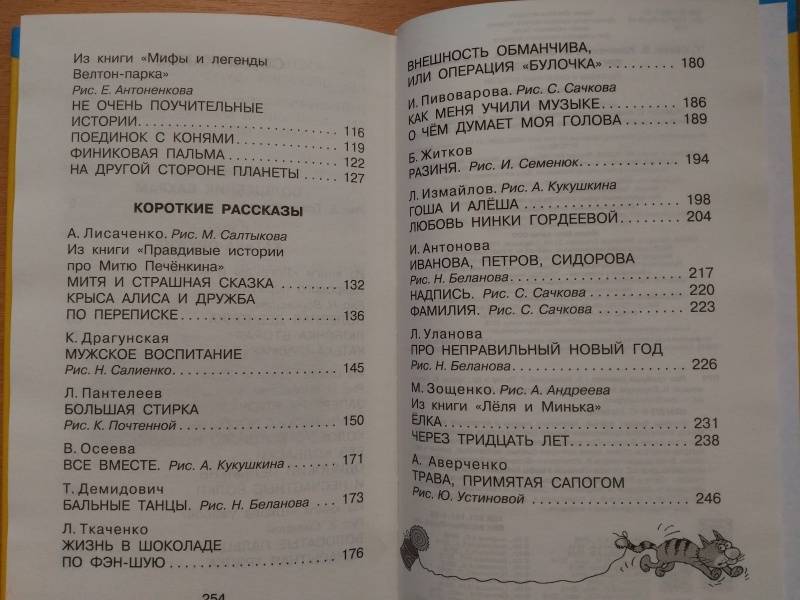 Из книги «Мифы и легенды
Велтон-парка»
Рис. Е. Антоненкова
НЕ ОЧЕНЬ ПОУЧИТЕЛЬНЫЕ
ИСТОРИИ. . . . . . . . . . . . . . . . . . . . . . . . 116
ПОЕДИНОК С КОНЯМИ. . . . . . . . . . . . 119
ФИНИКОВАЯ ПАЛЬМА . . . . . . . . . . . . . 122
НА ДРУГОЙ СТОРОНЕ ПЛАНЕТЫ . . . . 127
КОРОТКИЕ РАССКАЗЫ
А. Лисаченко. Рис. М. Салтыкова
Из книги «Правдивые истории
про Митю Печёнкина»
МИТЯ И СТРАШНАЯ СКАЗКА . . . . . . . 132
КРЫСА АЛИСА И ДРУЖБА
ПО ПЕРЕПИСКЕ. . . . . . . . . . . . . . . . . . 136
К. Драгунская
МУЖСКОЕ ВОСПИТАНИЕ
Рис. Н. Салиенко . . . . . . . . . . . . . . . . . 145
Л. Пантелеев
БОЛЬШАЯ СТИРКА
Рис. К. Почтенной . . . . . . . . . . . . . . . . 150
В. Осеева
ВСЕ ВМЕСТЕ. Рис. А. Кукушкина . . . . . . 171
Т. Демидович
БАЛЬНЫЕ ТАНЦЫ. Рис. Н. Беланова . . . 173
Л. Ткаченко
ЖИЗНЬ В ШОКОЛАДЕ
ПО ФЭН-ШУЮ . . . . . . . . . . . . . . . . . . . 176
254
ВНЕШНОСТЬ ОБМАНЧИВА,
ИЛИ ОПЕРАЦИЯ «БУЛОЧКА» . . . . . . . . . 180
И. Пивоварова. Рис. С. Сачкова
КАК МЕНЯ УЧИЛИ МУЗЫКЕ. . . . . . . . . . 186
О ЧЁМ ДУМАЕТ МОЯ ГОЛОВА . . . . . . . . 189
Б. Житков
РАЗИНЯ. Рис. И. Семенюк. . . . . . . . . . . . 194
Л. Измайлов. Рис. А. Кукушкина
ГОША И АЛЁША . . . . . . . . . . . . . . . . . . 198
ЛЮБОВЬ НИНКИ ГОРДЕЕВОЙ. . . . . . . . . 204
И. Антонова
ИВАНОВА, ПЕТРОВ, СИДОРОВА
Рис. Н. Беланова. . . . . . . . . . . . . . . . . . . 217
НАДПИСЬ. Рис. С. Сачкова . . . . . . . . . . . 220
ФАМИЛИЯ. Рис. С. Сачкова . . . . . . . . . . 223
Л. Уланова
ПРО НЕПРАВИЛЬНЫЙ НОВЫЙ ГОД
Рис. Н. Беланова. . . . . . . . . . . . . . . . . . . 226
М. Зощенко. Рис. А. Андреева
Из книги «Лёля и Минька»
ЁЛКА. . . . . . . . . . . . . . . . . . . . . . . . . . . 231
ЧЕРЕЗ ТРИДЦАТЬ ЛЕТ. . . . . . . . . . . . . . 238
А. Аверченко
ТРАВА, ПРИМЯТАЯ САПОГОМ
Рис. Ю. Устиновой . . . . . . . . . . . . . . . . . 246